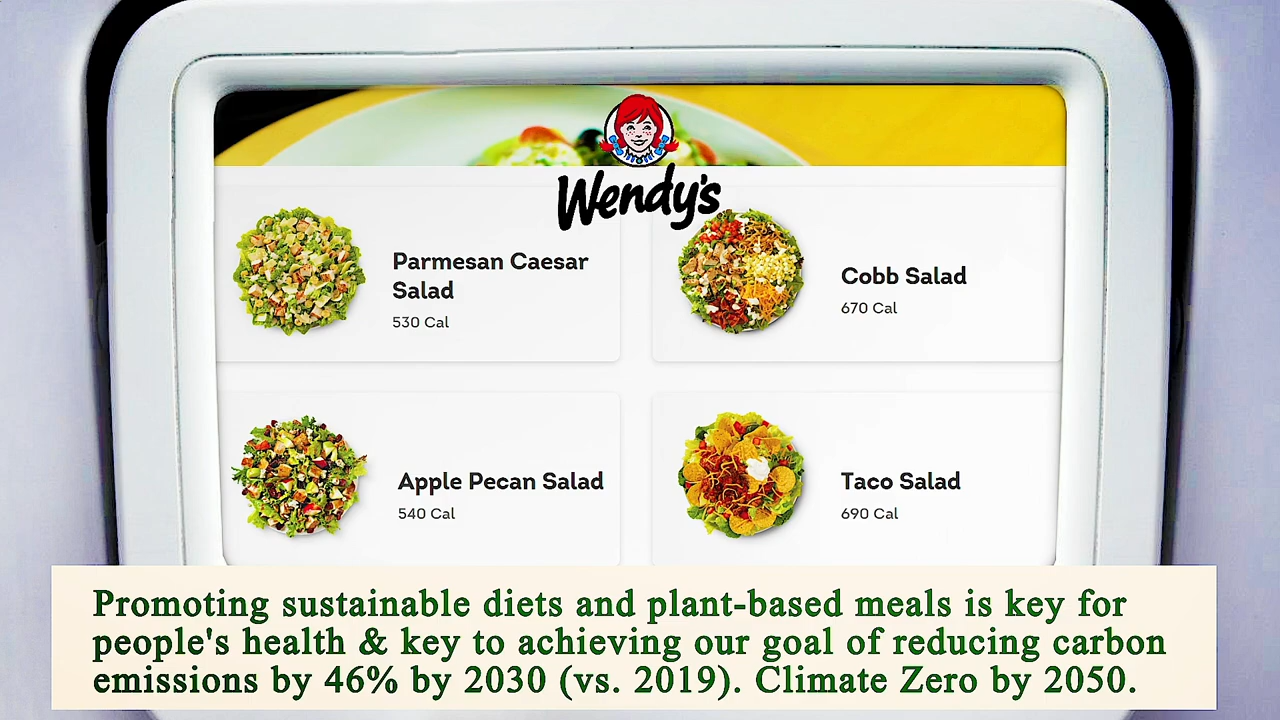 Wendy's
Parmesan Caesar
Salad
530 Cal
Cobb Salad
670 Cal
Apple Pecan Salad
540 Cal
Taco Salad
690 Cal
Promoting sustainable diets and plant-based meals is key for
people's health & key to achieving our goal of reducing carbon
emissions by 46% by 2030 (vs. 2019). Climate Zero by 2050.